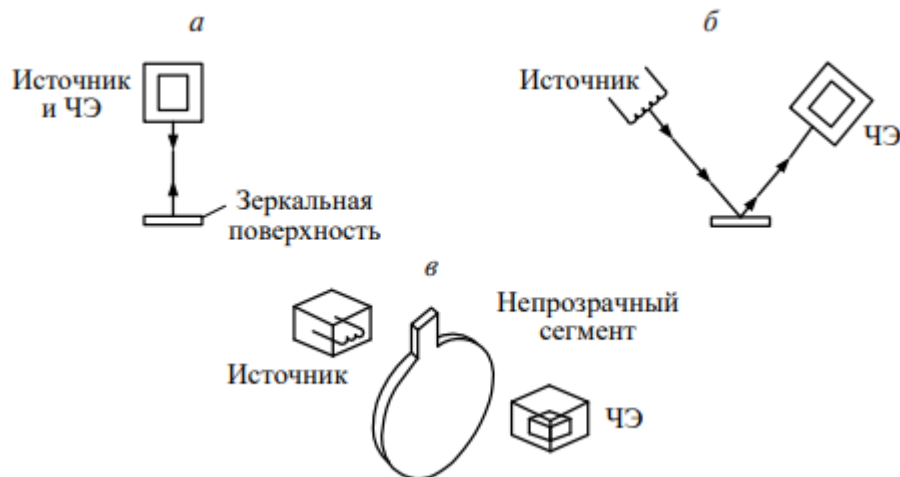 а
Источник
и ЧЭ
Зеркальная
поверхность
б
Источник
ЧЭ
в
Источник
Непрозрачный
сегмент
ЧЭ